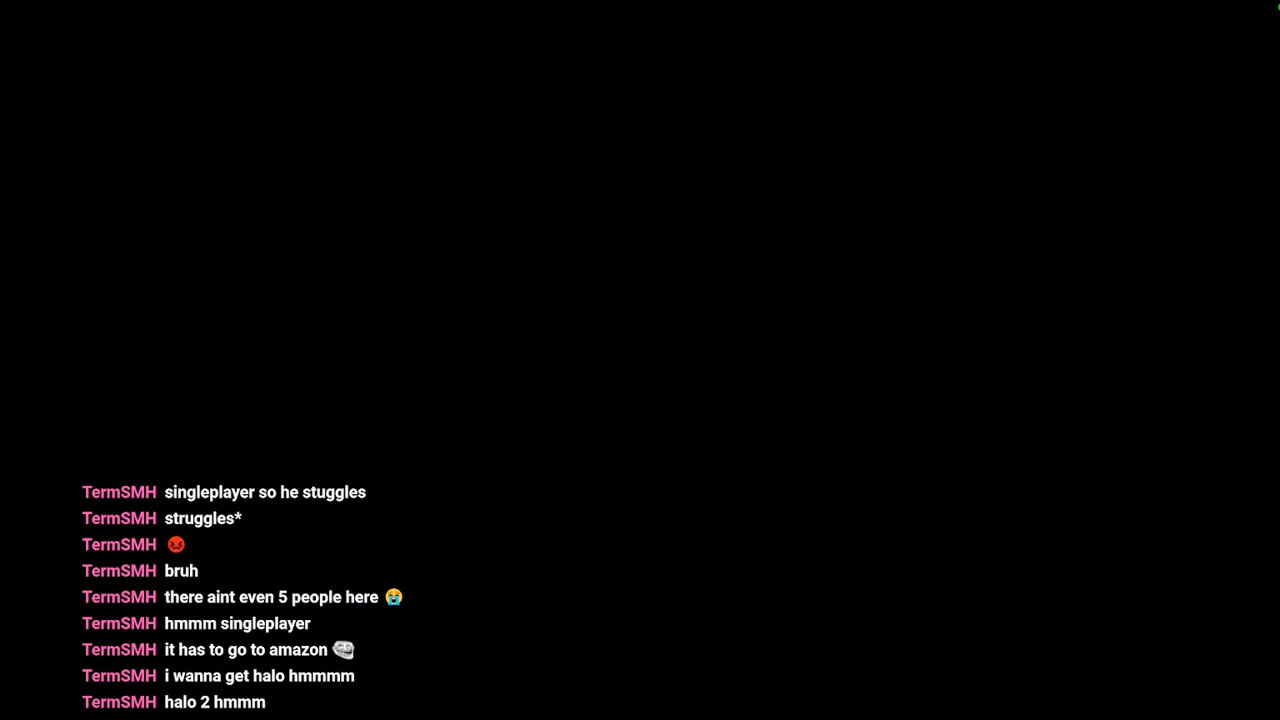 TermSMH singleplayer so he stuggles
TermSMH struggles*
TermSMH 😡
TermSMH bruh
TermSMH there aint even 5 people here 😭
TermSMH hmmm singleplayer
TermSMH it has to go to amazon
TermSMH i wanna get halo hmmmm
TermSMH halo 2 hmmm